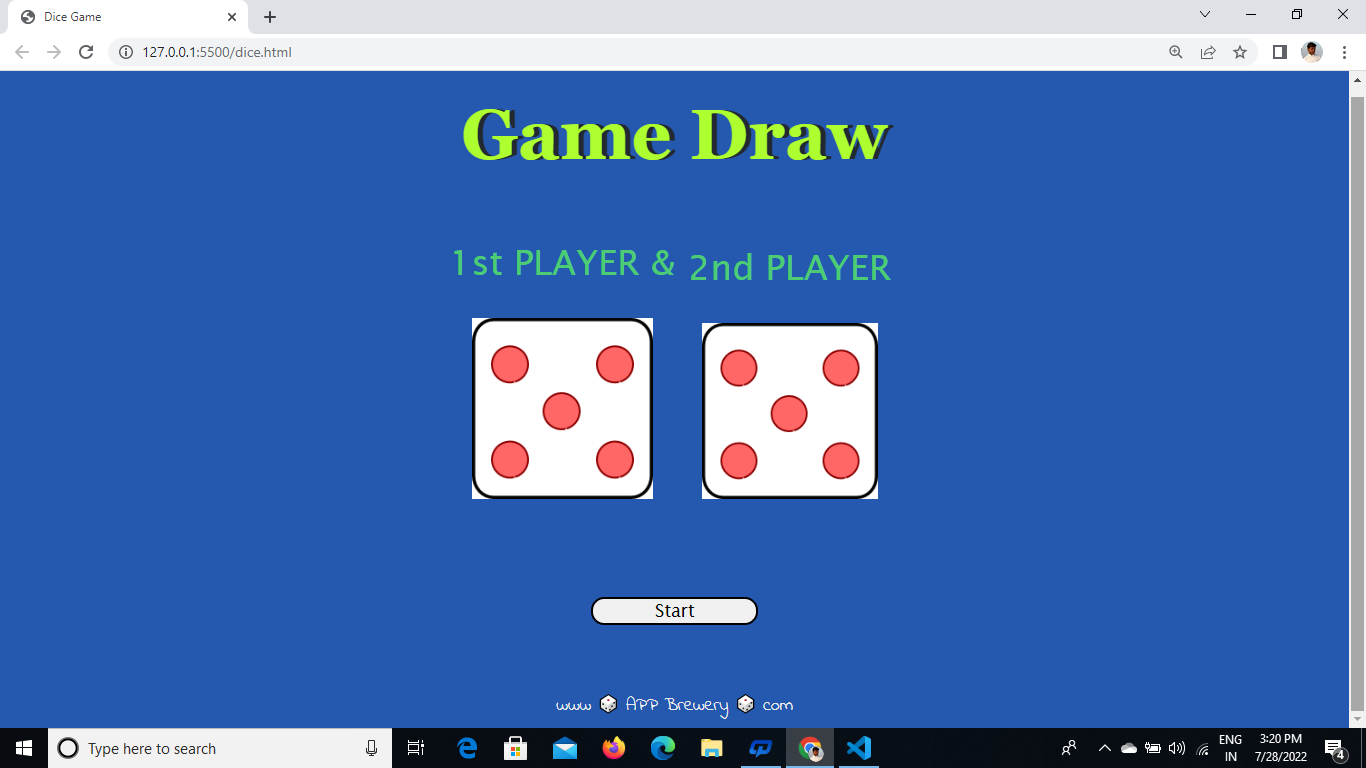 Dice Game
127.0.0.1:5500/dice.html
Game Draw
1st PLAYER & 2nd PLAYER
Start
www APP Brewery com
Type here to search
ENG
IN
3:20 PM
7/28/2022
4